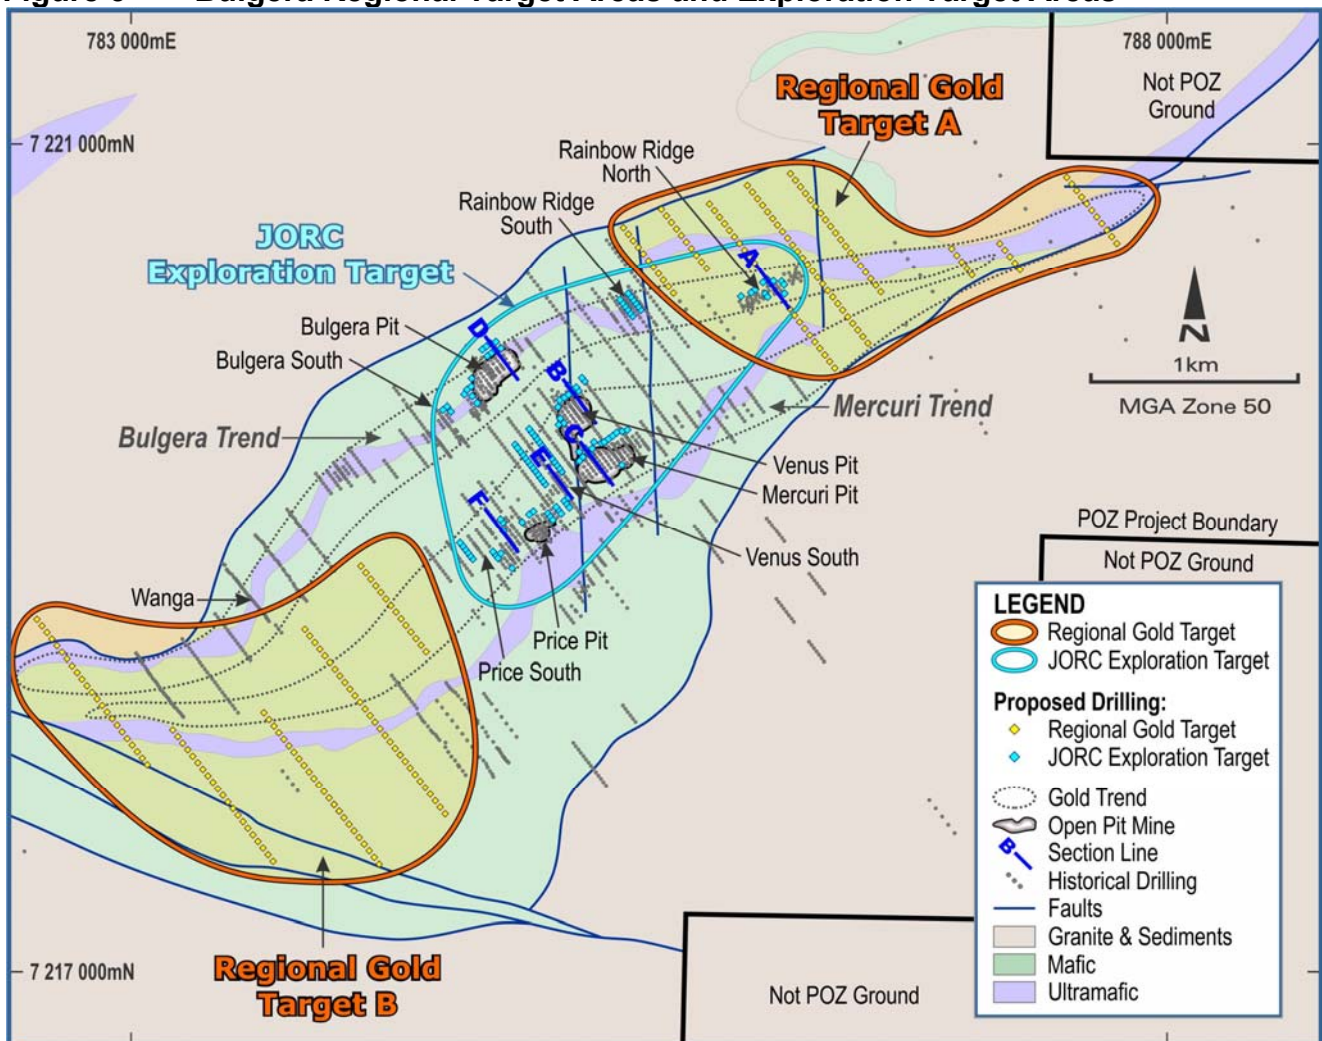 783 000mE
788 000mE
Not POZ
Ground
Regional Gold
Target A
7 221 000mN
Rainbow Ridge
North
Rainbow Ridge
South
JORC
Exploration Target
A
N
1km
MGA Zone 50
Bulgera Pit
D
Bulgera South
B
Bulgera Trend
Mercuri Trend
C
Venus Pit
E
Mercuri Pit
F
POZ Project Boundary
Not POZ Ground
Venus South
Wanga
Price Pit
Price South
LEGEND
Regional Gold Target
JORC Exploration Target
Proposed Drilling:
Regional Gold Target
JORC Exploration Target
Gold Trend
Open Pit Mine
B
Section Line
Historical Drilling
Faults
Granite & Sediments
Mafic
Ultramafic
7 217 000mN
Regional Gold
Target B
Not POZ Ground